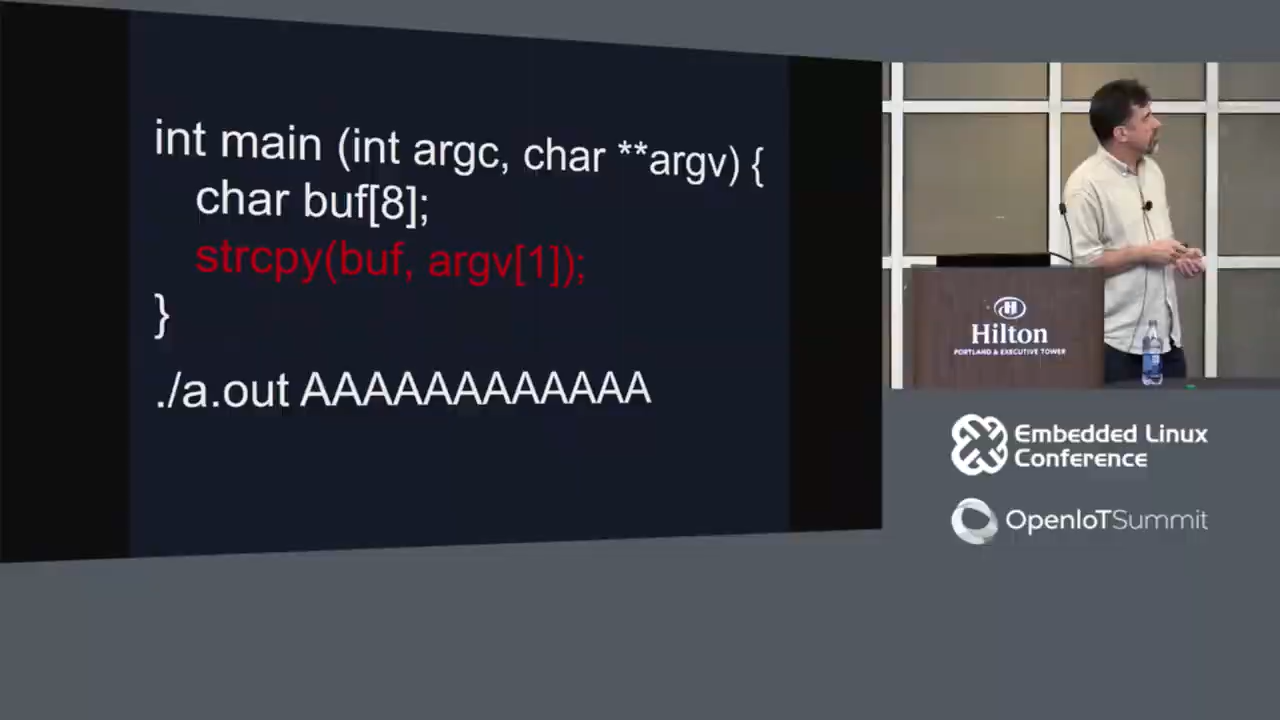 int main (int argc, char **argv) {
char buf[8];
strcpy(buf, argv[1]);
}
./a.out AAAAAAAAAAAA
H
Hilton
PORTLAND & EXECUTIVE TOWER
Embedded Linux
Conference
OpenIoTSummit